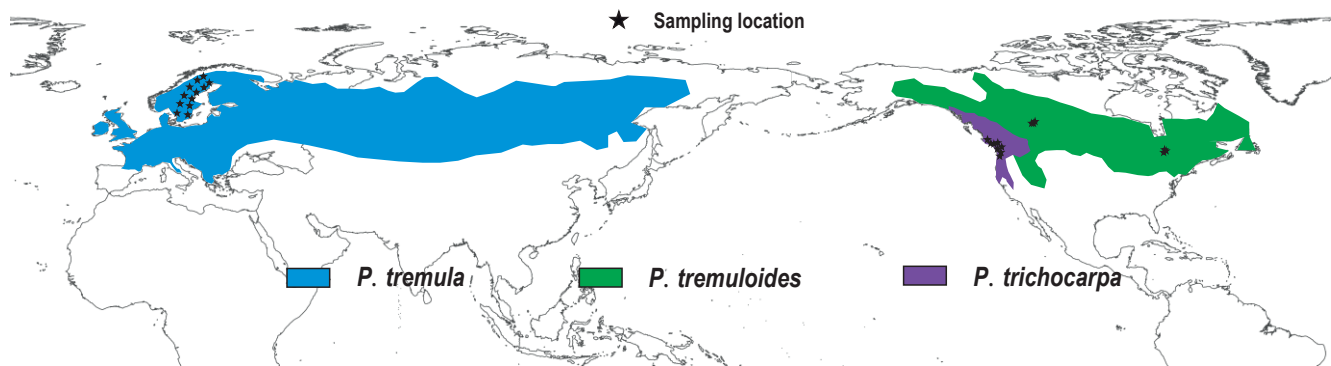 Sampling location
P. tremula
P. tremuloides
P. trichocarpa